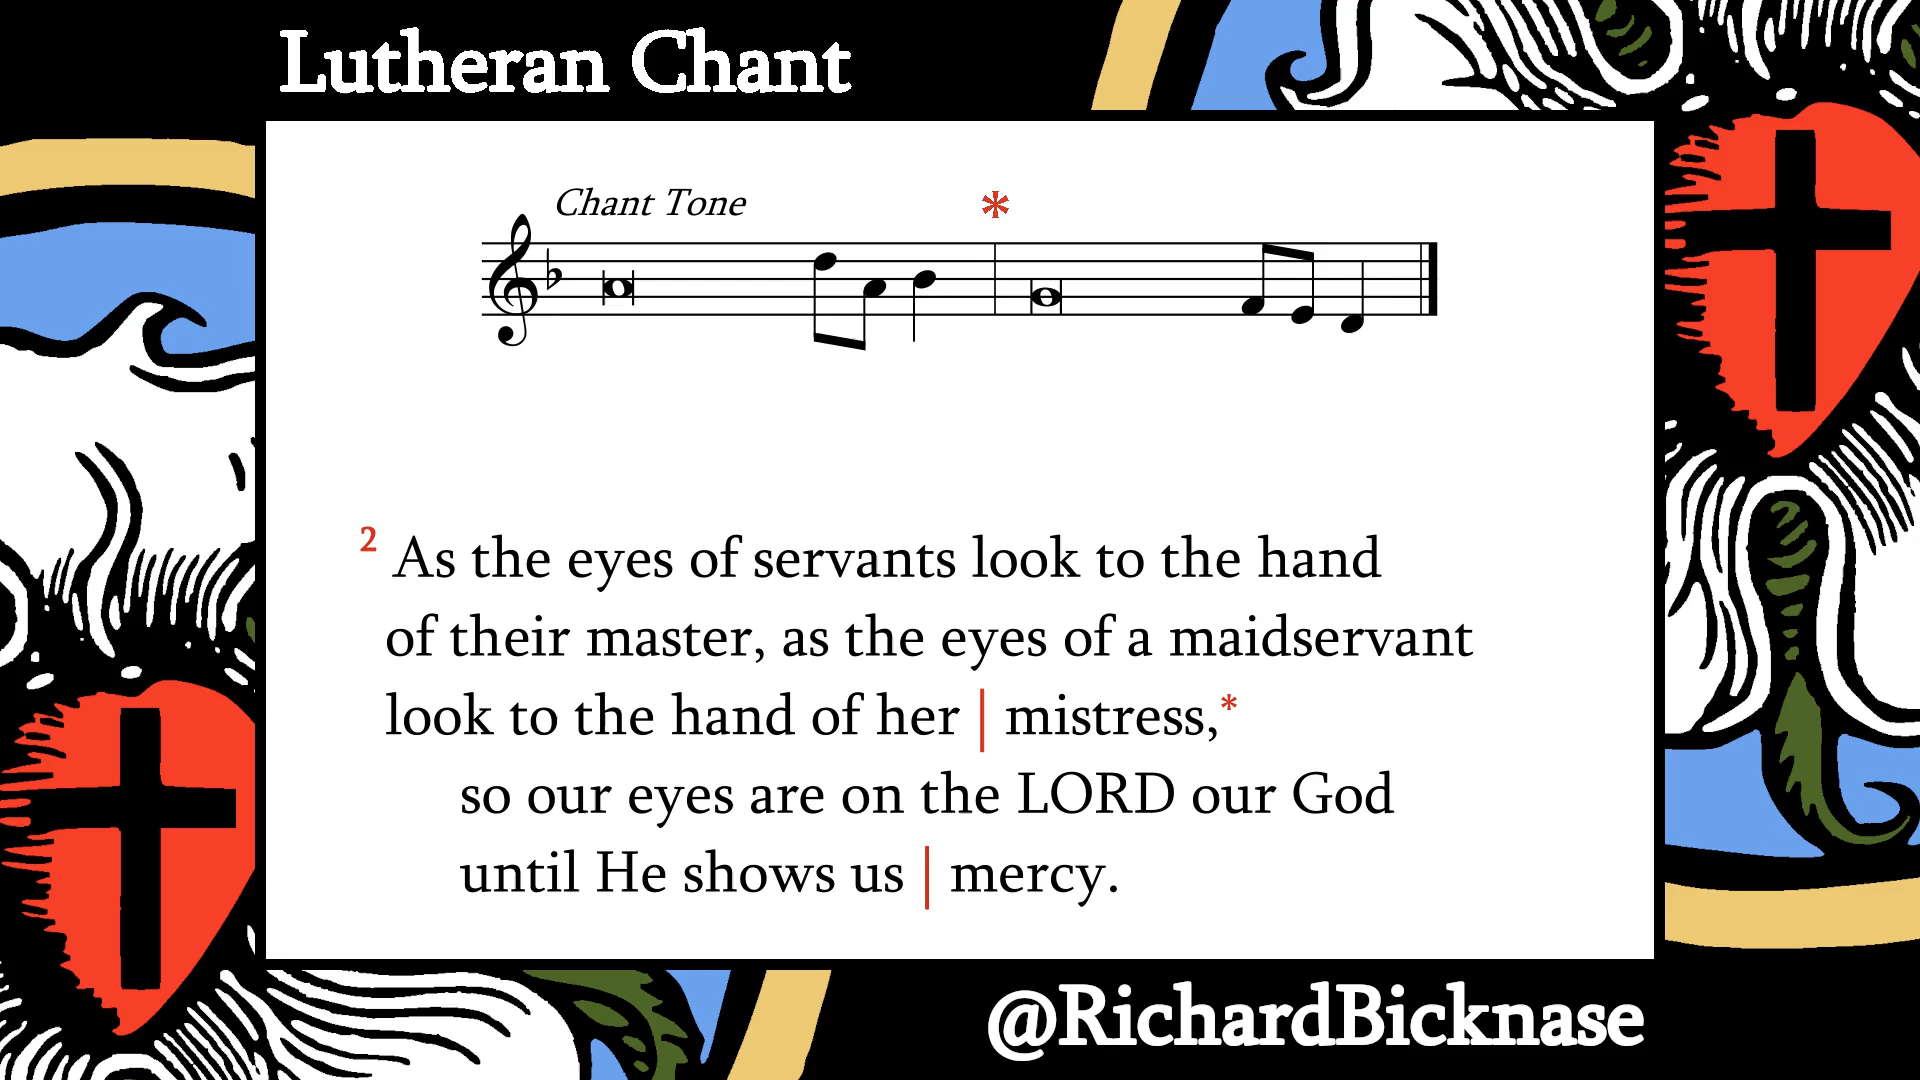 Lutheran Chant
Chant Tone
*
2 As the eyes of servants look to the hand
of their master, as the eyes of a maidservant
look to the hand of her | mistress,*
so our eyes are on the LORD our God
until He shows us | mercy.
@RichardBicknase